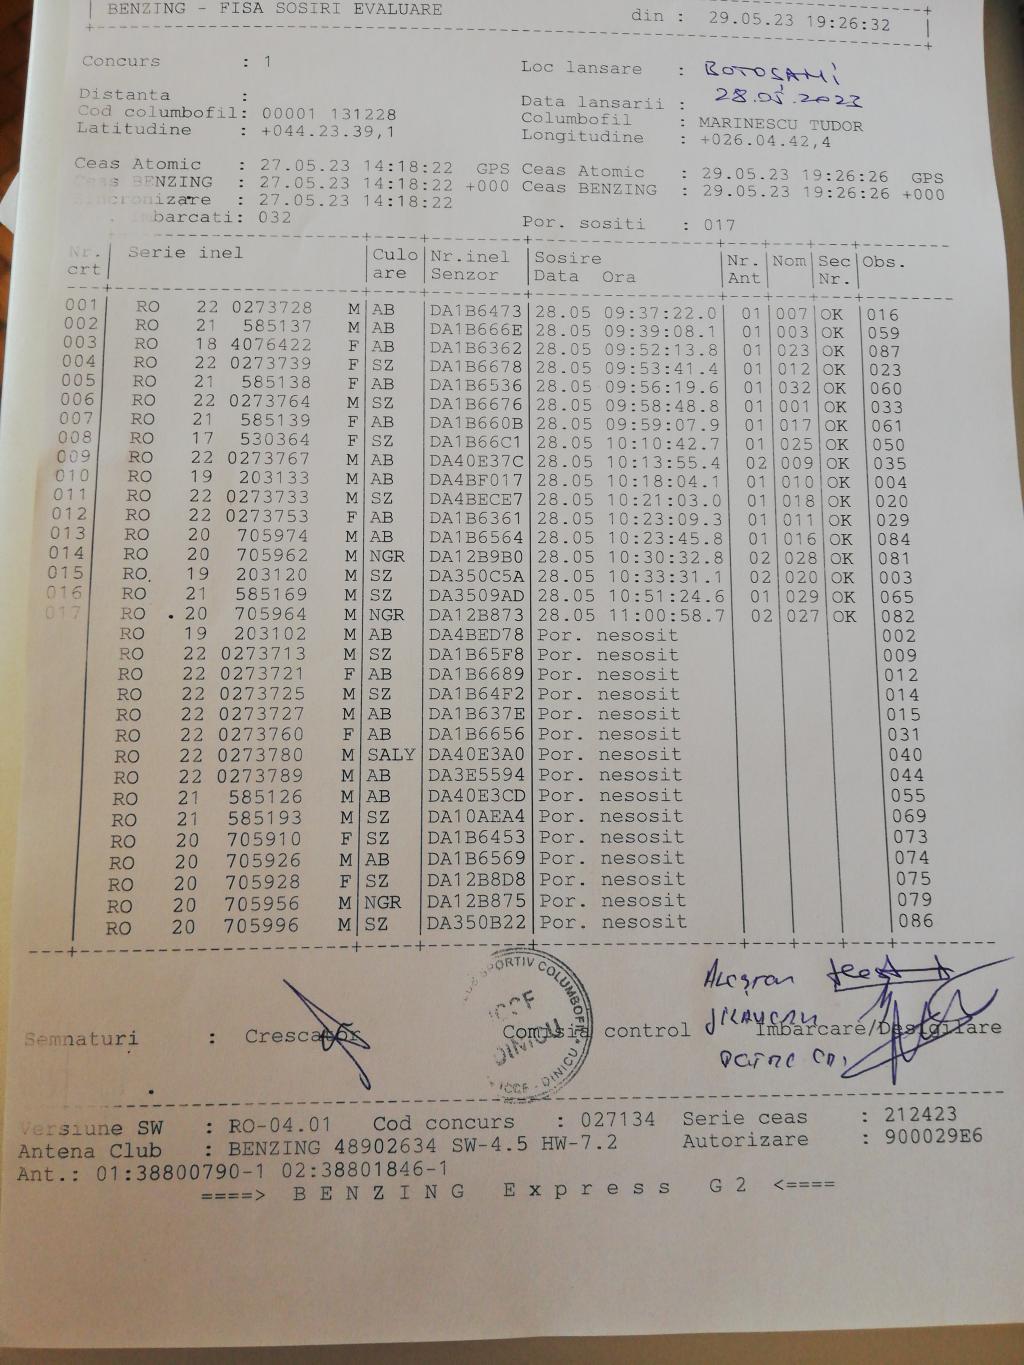 BENZING - FISA SOSIRI EVALUARE din : 29.05.23 19:26:32
Concurs : 1 Loc lansare : BOTOSANI
Distanta : Data lansarii : 28.05.2023
Cod columbofil: 00001 131228 Columbofil : MARINESCU TUDOR
Latitudine : +044.23.39,1 Longitudine : +026.04.42,4
Ceas Atomic : 27.05.23 14:18:22 GPS Ceas Atomic : 29.05.23 19:26:26 GPS
Ceas BENZING : 27.05.23 14:18:22 +000 Ceas BENZING : 29.05.23 19:26:26 +000
Sincronizare : 27.05.23 14:18:22
imbarcati: 032 Por. sositi : 017
Nr. Serie inel Culo Nr.inel Sosire Nr. Nom Sec Obs.
crt are Senzor Data Ora Ant Nr.
001 RO 22 0273728 M AB DA1B6473 28.05 09:37:22.0 01 007 OK 016
002 RO 21 585137 M AB DA1B666E 28.05 09:39:08.1 01 003 OK 059
003 RO 18 4076422 F AB DA1B6362 28.05 09:52:13.8 01 023 OK 087
004 RO 22 0273739 F SZ DA1B6678 28.05 09:53:41.4 01 012 OK 023
005 RO 21 585138 F AB DA1B6536 28.05 09:56:19.6 01 032 OK 060
006 RO 22 0273764 M SZ DA1B6676 28.05 09:58:48.8 01 001 OK 033
007 RO 21 585139 F AB DA1B660B 28.05 09:59:07.9 01 017 OK 061
008 RO 17 530364 F SZ DA1B66C1 28.05 10:10:42.7 01 025 OK 050
009 RO 22 0273767 M AB DA40E37C 28.05 10:13:55.4 02 009 OK 035
010 RO 19 203133 M AB DA4BF017 28.05 10:18:04.1 01 010 OK 004
011 RO 22 0273733 M SZ DA4BECE7 28.05 10:21:03.0 01 018 OK 020
012 RO 22 0273753 F AB DA1B6361 28.05 10:23:09.3 01 011 OK 029
013 RO 20 705974 M AB DA1B6564 28.05 10:23:45.8 01 016 OK 084
014 RO 20 705962 M NGR DA12B9B0 28.05 10:30:32.8 02 028 OK 081
015 RO 19 203120 M SZ DA350C5A 28.05 10:33:31.1 02 020 OK 003
016 RO 21 585169 M SZ DA3509AD 28.05 10:51:24.6 01 029 OK 065
017 RO 20 705964 M NGR DA12B873 28.05 11:00:58.7 02 027 OK 082
RO 19 203102 M AB DA4BED78 Por. nesosit 002
RO 22 0273713 M SZ DA1B65F8 Por. nesosit 009
RO 22 0273721 F AB DA1B6689 Por. nesosit 012
RO 22 0273725 M SZ DA1B64F2 Por. nesosit 014
RO 22 0273727 M AB DA1B637E Por. nesosit 015
RO 22 0273760 F AB DA1B6656 Por. nesosit 031
RO 22 0273780 M SALY DA40E3A0 Por. nesosit 040
RO 22 0273789 M AB DA3E5594 Por. nesosit 044
RO 21 585126 M AB DA40E3CD Por. nesosit 055
RO 21 585193 M SZ DA10AEA4 Por. nesosit 069
RO 20 705910 F SZ DA1B6453 Por. nesosit 073
RO 20 705926 M AB DA1B6569 Por. nesosit 074
RO 20 705928 F SZ DA12B8D8 Por. nesosit 075
RO 20 705956 M NGR DA12B875 Por. nesosit 079
RO 20 705996 M SZ DA350B22 Por. nesosit 086
SPORTIV COLUMBOFIL
CCF
DINICU
Semnaturi : Crescator Comisia control Imbarcare/Desigilare
Versiune SW : RO-04.01 Cod concurs : 027134 Serie ceas : 212423
Antena Club : BENZING 48902634 SW-4.5 HW-7.2 Autorizare : 900029E6
Ant.: 01:38800790-1 02:38801846-1
====> BENZING Express G2 <====